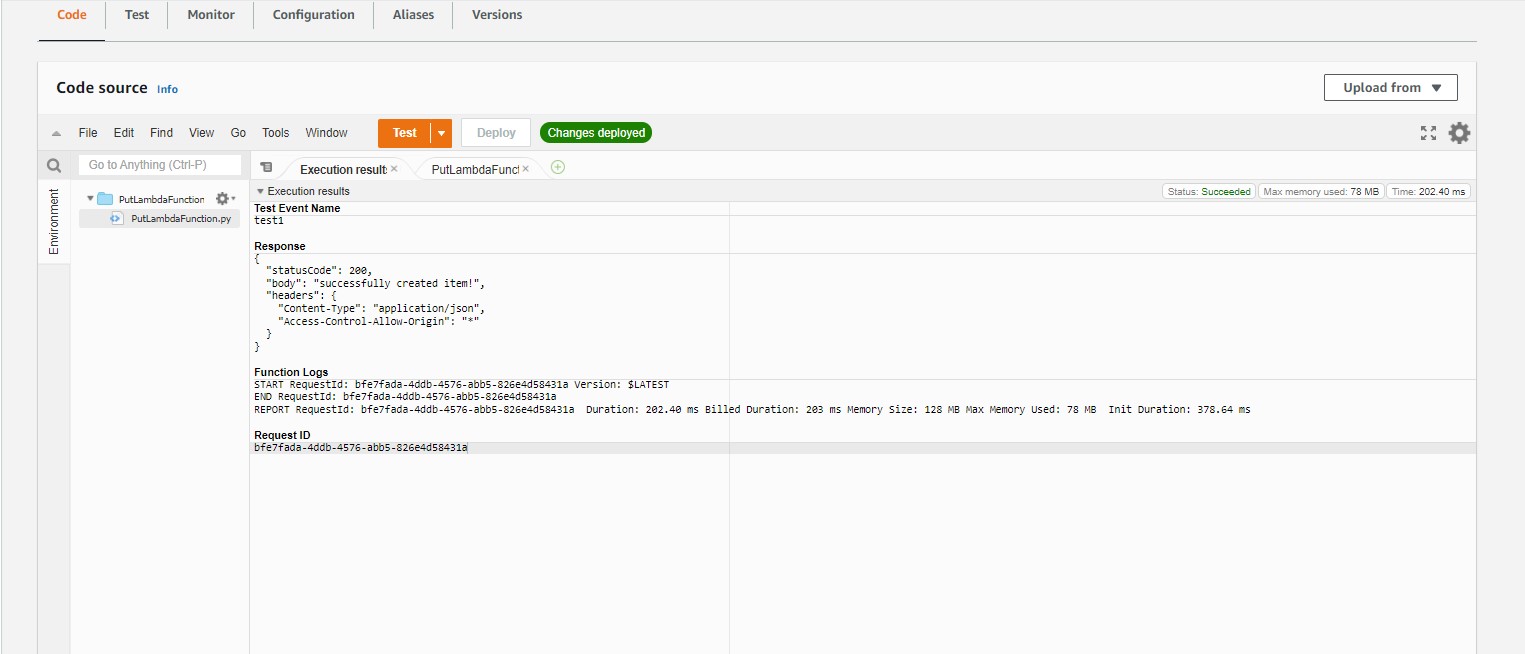 Code Test Monitor Configuration Aliases Versions
Code source Info
Upload from
File Edit Find View Go Tools Window Test Deploy Changes deployed
Go to Anything (Ctrl-P)
Execution results PutLambdaFunct
Environment
PutLambdaFunction
PutLambdaFunction.py
Execution results
Status: Succeeded Max memory used: 78 MB Time: 202.40 ms
Test Event Name
test1
Response
{
  "statusCode": 200,
  "body": "successfully created item!",
  "headers": {
    "Content-Type": "application/json",
    "Access-Control-Allow-Origin": "*"
  }
}
Function Logs
START RequestId: bfe7fada-4ddb-4576-abb5-826e4d58431a Version: $LATEST
END RequestId: bfe7fada-4ddb-4576-abb5-826e4d58431a
REPORT RequestId: bfe7fada-4ddb-4576-abb5-826e4d58431a  Duration: 202.40 ms Billed Duration: 203 ms Memory Size: 128 MB Max Memory Used: 78 MB  Init Duration: 378.64 ms
Request ID
bfe7fada-4ddb-4576-abb5-826e4d58431a